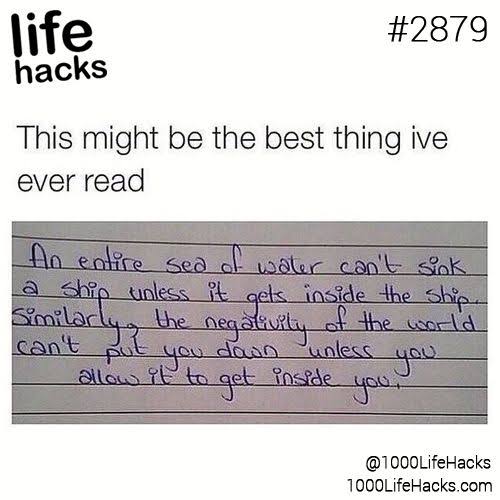 life
hacks
#2879
This might be the best thing ive
ever read
An entire sea of water can't sink
a ship unless it gets inside the ship.
Similarly, the negativity of the world
can't put you down unless you
allow it to get inside you.
@1000LifeHacks
1000LifeHacks.com